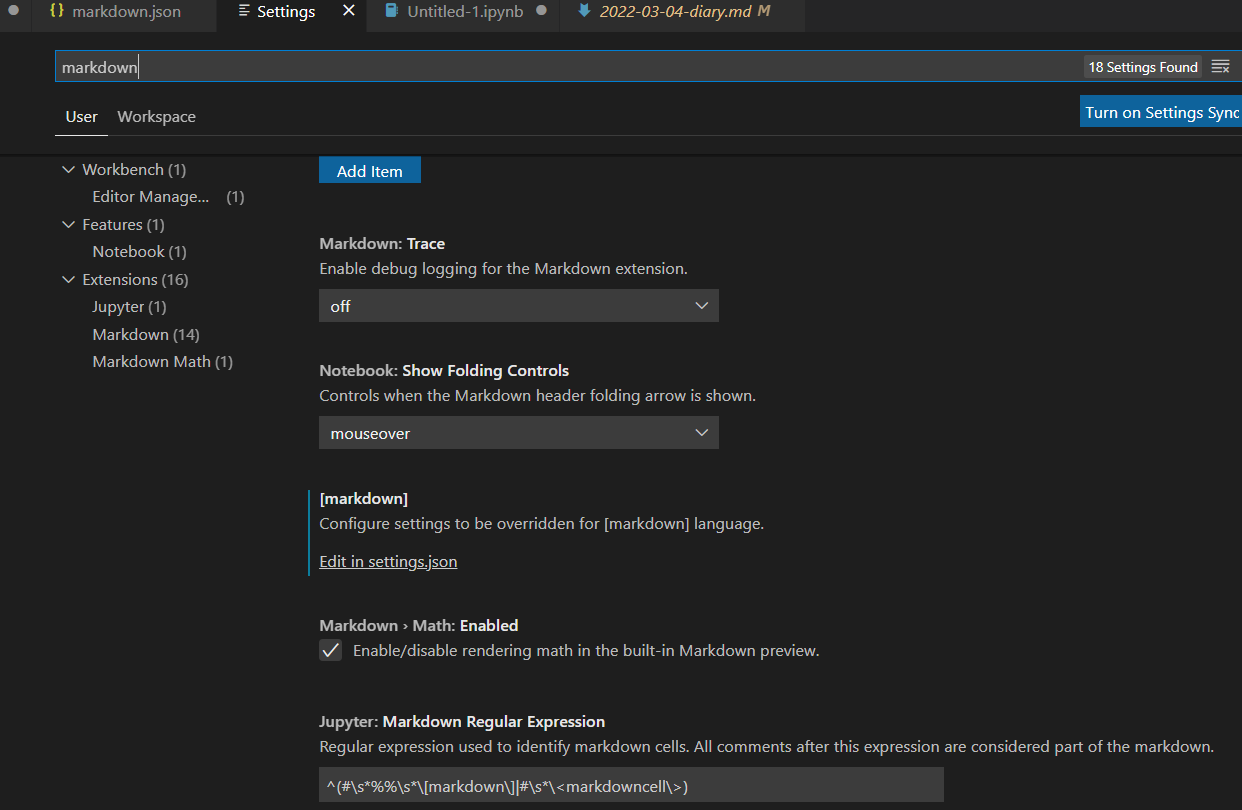 {} markdown.json Settings Untitled-1.ipynb 2022-03-04-diary.md M
markdown 18 Settings Found
User Workspace Turn on Settings Sync
Workbench (1)
Editor Manage... (1)
Features (1)
Notebook (1)
Extensions (16)
Jupyter (1)
Markdown (14)
Markdown Math (1)
Add Item
Markdown: Trace
Enable debug logging for the Markdown extension.
off
Notebook: Show Folding Controls
Controls when the Markdown header folding arrow is shown.
mouseover
[markdown]
Configure settings to be overridden for [markdown] language.
Edit in settings.json
Markdown › Math: Enabled
Enable/disable rendering math in the built-in Markdown preview.
Jupyter: Markdown Regular Expression
Regular expression used to identify markdown cells. All comments after this expression are considered part of the markdown.
^(#\s*%%\s*\[markdown\]|#\s*\<markdowncell\>)